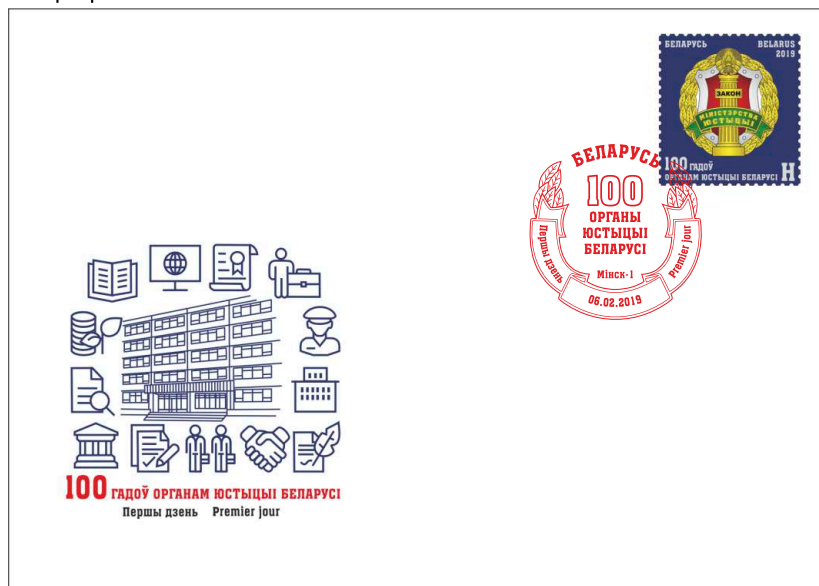 БЕЛАРУСЬ BELARUS
2019
ЗАКОН
МІНІСТЭРСТВА
ЮСТЫЦЫІ
100 ГАДОЎ
ОРГАНАМ ЮСТЫЦЫІ БЕЛАРУСІ H
БЕЛАРУСЬ
100
ОРГАНЫ
ЮСТЫЦЫІ
БЕЛАРУСІ
Першы дзень Мінск-1 Premier jour
06.02.2019
100 ГАДОЎ ОРГАНАМ ЮСТЫЦЫІ БЕЛАРУСІ
Першы дзень Premier jour